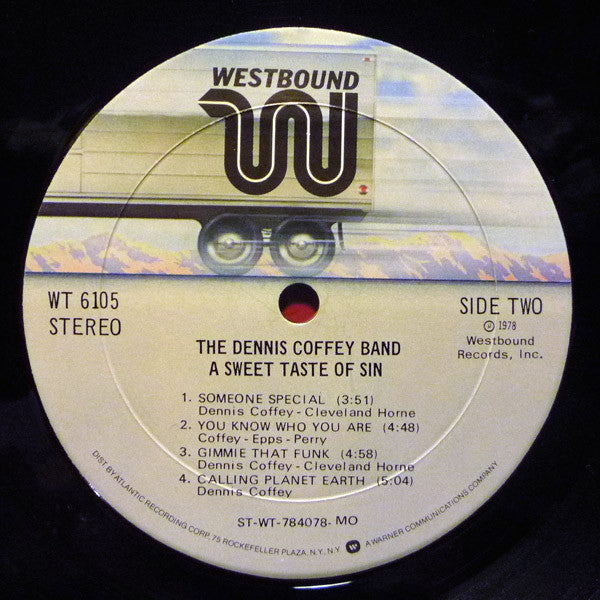 WESTBOUND
W
WT 6105
STEREO
SIDE TWO
℗ 1978
Westbound
Records, Inc.
THE DENNIS COFFEY BAND
A SWEET TASTE OF SIN
1. SOMEONE SPECIAL (3:51)
Dennis Coffey - Cleveland Horne
2. YOU KNOW WHO YOU ARE (4:48)
Coffey - Epps - Perry
3. GIMMIE THAT FUNK (4:58)
Dennis Coffey - Cleveland Horne
4. CALLING PLANET EARTH (5:04)
Dennis Coffey
ST-WT-784078- MO
DIST BY ATLANTIC RECORDING CORP. 75 ROCKEFELLER PLAZA, N.Y., N.Y. W A WARNER COMMUNICATIONS COMPANY